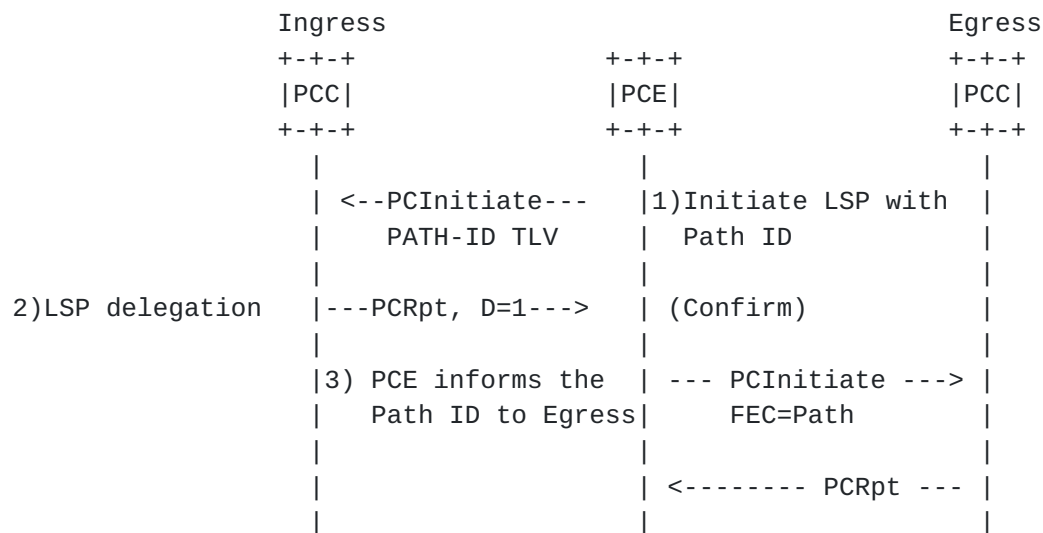 Ingress                                    Egress
                 +-+-+                +-+-+                 +-+-+
                 |PCC|                |PCE|                 |PCC|
                 +-+-+                +-+-+                 +-+-+
                   |                    |                     |
                   | <--PCInitiate---   |1)Initiate LSP with  |
                   |    PATH-ID TLV     |  Path ID            |
                   |                    |                     |
2)LSP delegation   |---PCRpt, D=1--->   | (Confirm)           |
                   |                    |                     |
                   |3) PCE informs the  | --- PCInitiate ---> |
                   |   Path ID to Egress|     FEC=Path        |
                   |                    |                     |
                   |                    | <-------- PCRpt --- |
                   |                    |                     |